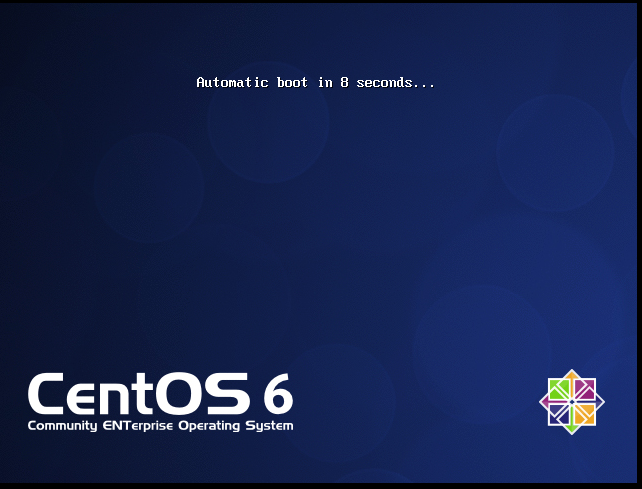 Automatic boot in 8 seconds...
CentOS 6
Community ENTerprise Operating System